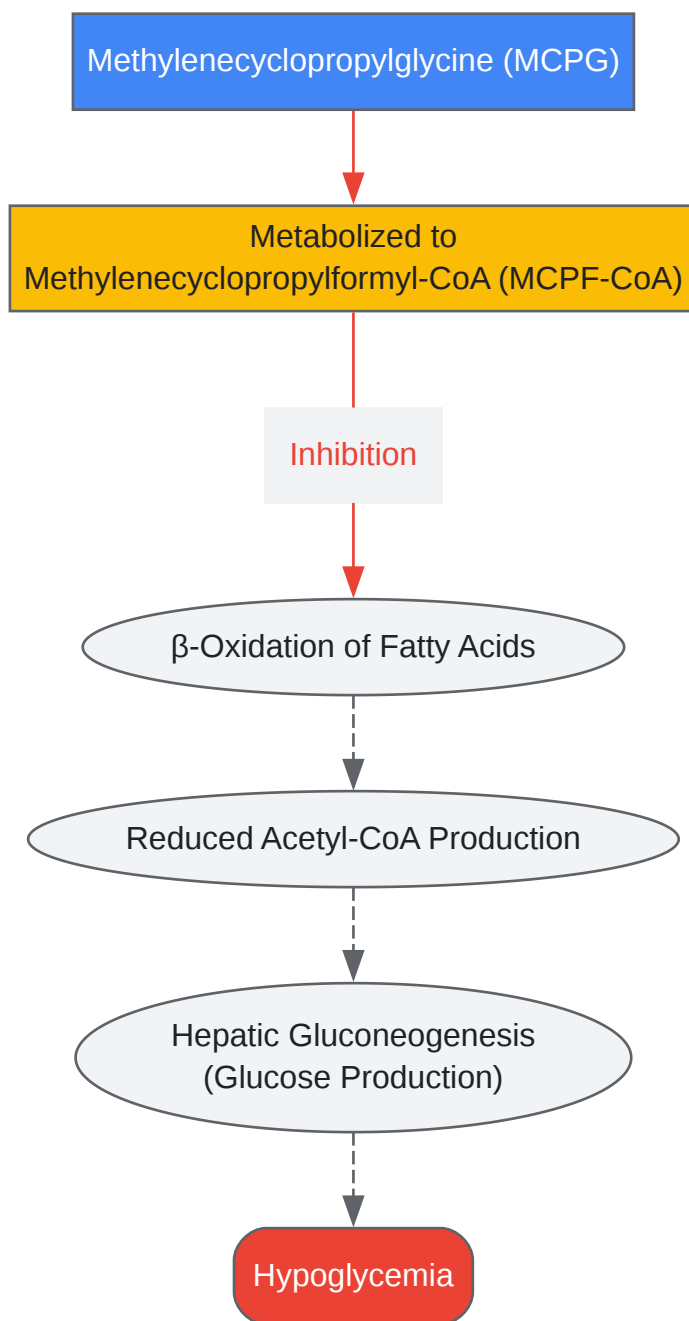 Methylenecyclopropylglycine (MCPG)
Metabolized to
Methylenecyclopropylformyl-CoA (MCPF-CoA)
Inhibition
β-Oxidation of Fatty Acids
Reduced Acetyl-CoA Production
Hepatic Gluconeogenesis
(Glucose Production)
Hypoglycemia